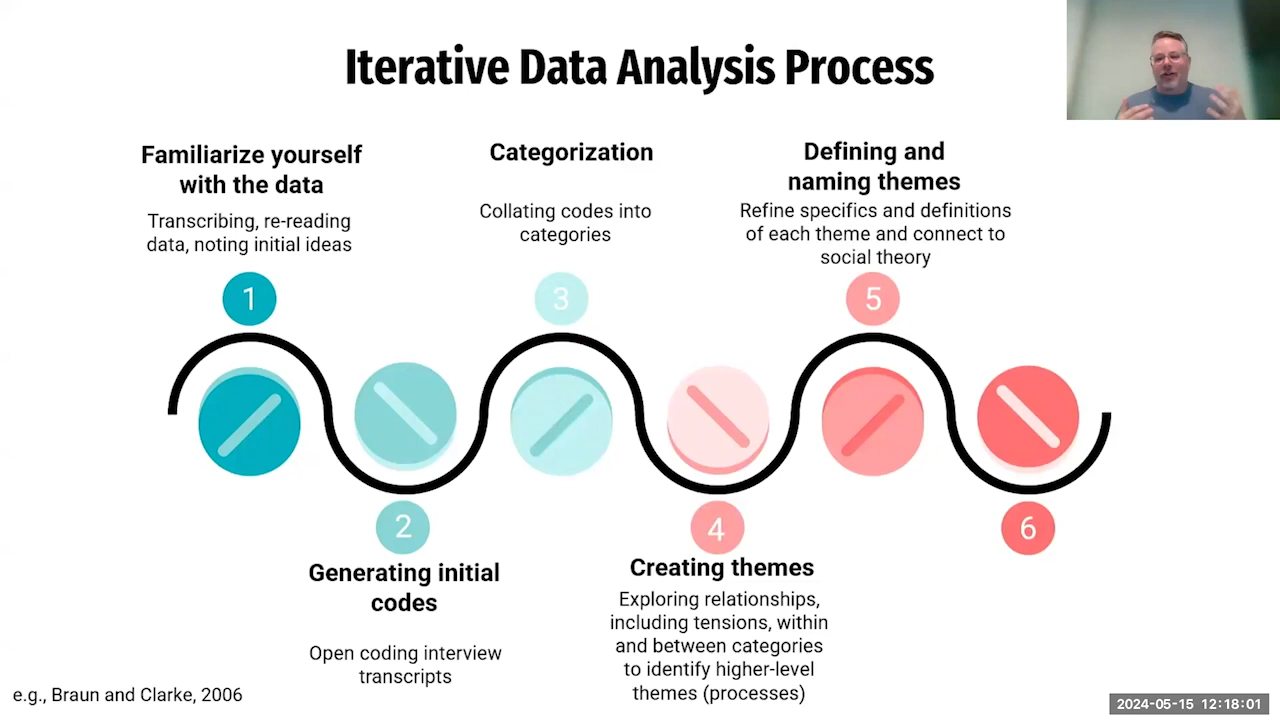 Iterative Data Analysis Process
Familiarize yourself
with the data
Transcribing, re-reading
data, noting initial ideas
1
2
Generating initial
codes
Open coding interview
transcripts
Categorization
Collating codes into
categories
3
4
Creating themes
Exploring relationships,
including tensions, within
and between categories
to identify higher-level
themes (processes)
Defining and
naming themes
Refine specifics and definitions
of each theme and connect to
social theory
5
6
e.g., Braun and Clarke, 2006
2024-05-15 12:18:01